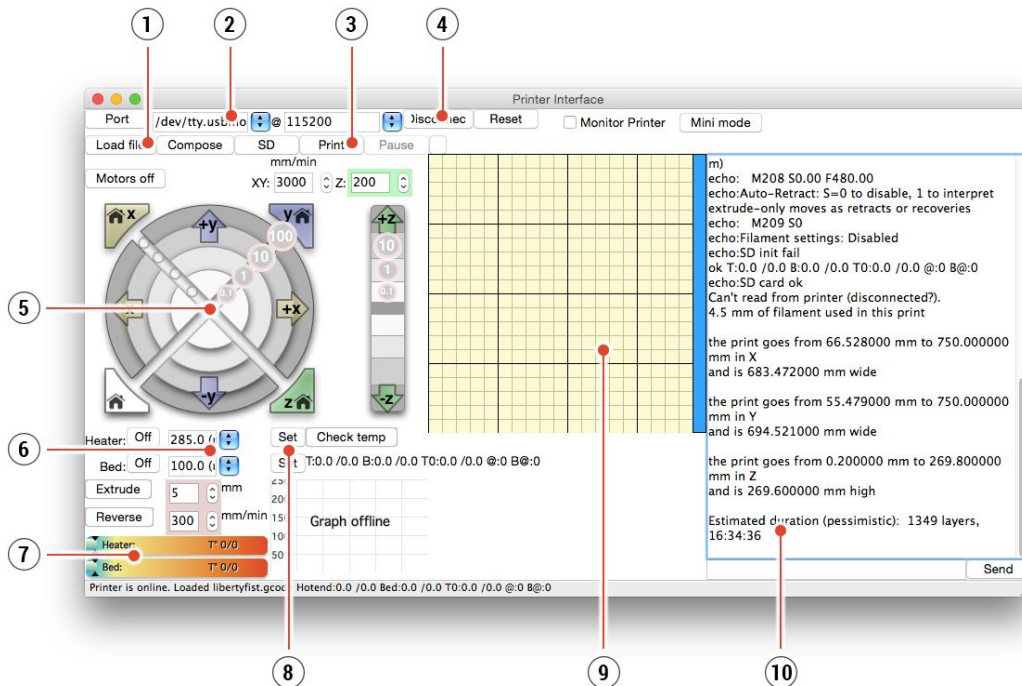 1
2
3
4
Printer Interface
Port /dev/tty.usb @ 115200 Reset Monitor Printer Mini mode
Load file Compose SD Print Pause
mm/min
Motors off XY: 3000 Z: 200
x +y y +z
100
10
1
0.1
10
1
0.1
5
+x
-y z -z
m)
echo: M208 S0.00 F480.00
echo:Auto-Retract: S=0 to disable, 1 to interpret
extrude-only moves as retracts or recoveries
echo: M209 S0
echo:Filament settings: Disabled
echo:SD init fail
ok T:0.0 /0.0 B:0.0 /0.0 T0:0.0 /0.0 @:0 B@:0
echo:SD card ok
Can't read from printer (disconnected?).
4.5 mm of filament used in this print
the print goes from 66.528000 mm to 750.000000
mm in X
and is 683.472000 mm wide
the print goes from 55.479000 mm to 750.000000
mm in Y
and is 694.521000 mm wide
the print goes from 0.200000 mm to 269.800000
mm in Z
and is 269.600000 mm high
Estimated duration (pessimistic): 1349 layers,
16:34:36
Send
6
Heater: Off 285.0 ( Set Check temp
Bed: Off 100.0 ( Set T:0.0 /0.0 B:0.0 /0.0 T0:0.0 /0.0 @:0 B@:0
Extrude 5 mm
Reverse 300 mm/min
Graph offline
100
50
7
Heater: T° 0/0
Bed: T° 0/0
Printer is online. Loaded libertyfist.gcode Hotend:0.0 /0.0 Bed:0.0 /0.0 T0:0.0 /0.0 @:0 B@:0
8
9
10